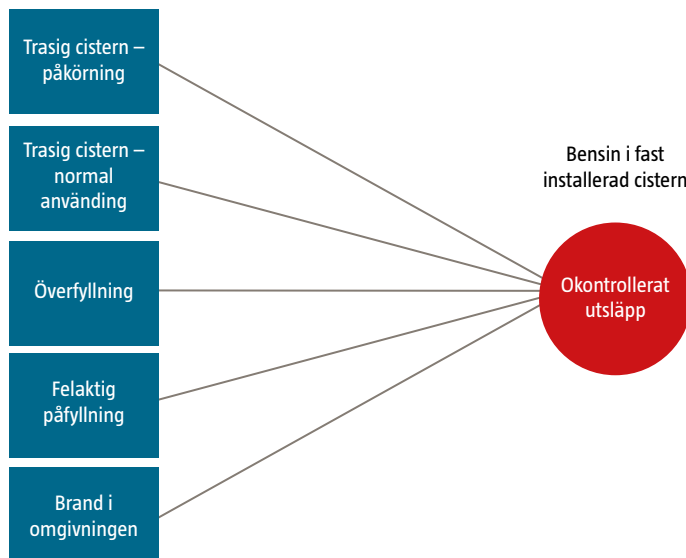 Trasig cistern –
påkörning
Trasig cistern –
normal
använding
Överfyllning
Felaktig
påfyllning
Brand i
omgivningen
Bensin i fast
installerad cistern
Okontrollerat
utsläpp